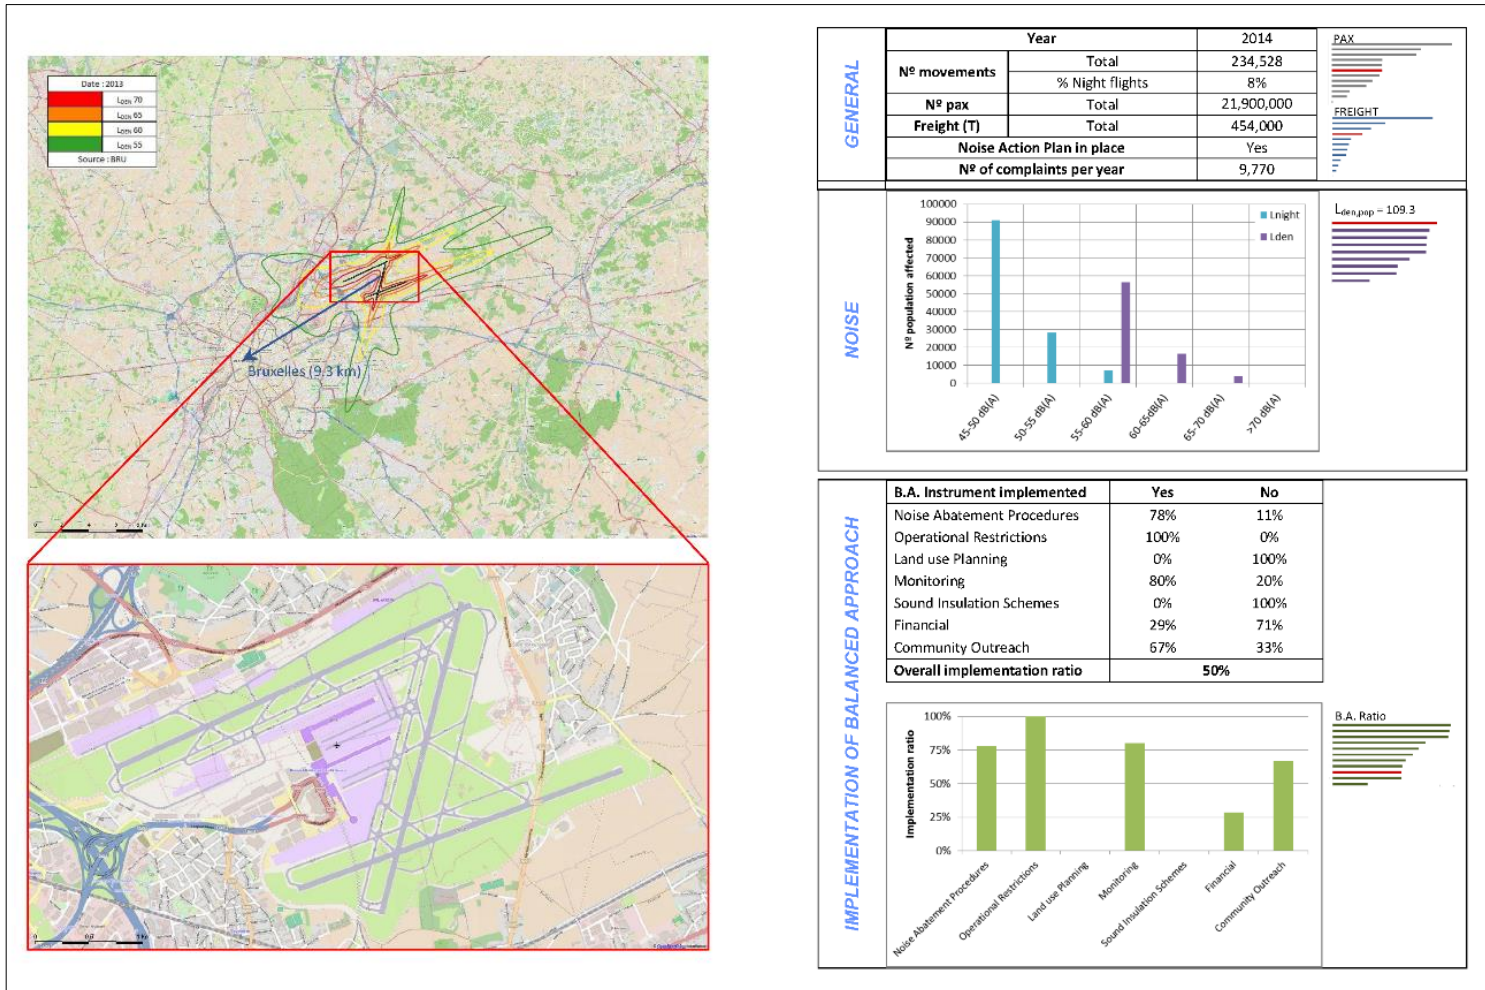 Date : 2013
LDEN 70
LDEN 65
LDEN 60
LDEN 55
Source : BRU
Bruxelles (9.3 km)
GENERAL
Year 2014
Nº movements Total 234,528
% Night flights 8%
Nº pax Total 21,900,000
Freight (T) Total 454,000
Noise Action Plan in place Yes
Nº of complaints per year 9,770
PAX
FREIGHT
NOISE
Nº population affected
100000
90000
80000
70000
60000
50000
40000
30000
20000
10000
0
45-50 dB(A)
50-55 dB(A)
55-60 dB(A)
60-65dB(A)
65-70 dB(A)
>70 dB(A)
Lnight
Lden
Lden,pop = 109.3
IMPLEMENTATION OF BALANCED APPROACH
B.A. Instrument implemented Yes No
Noise Abatement Procedures 78% 11%
Operational Restrictions 100% 0%
Land use Planning 0% 100%
Monitoring 80% 20%
Sound Insulation Schemes 0% 100%
Financial 29% 71%
Community Outreach 67% 33%
Overall implementation ratio 50%
Implementation ratio
100%
75%
50%
25%
0%
Noise Abatement Procedures
Operational Restrictions
Land use Planning
Monitoring
Sound Insulation Schemes
Financial
Community Outreach
B.A. Ratio